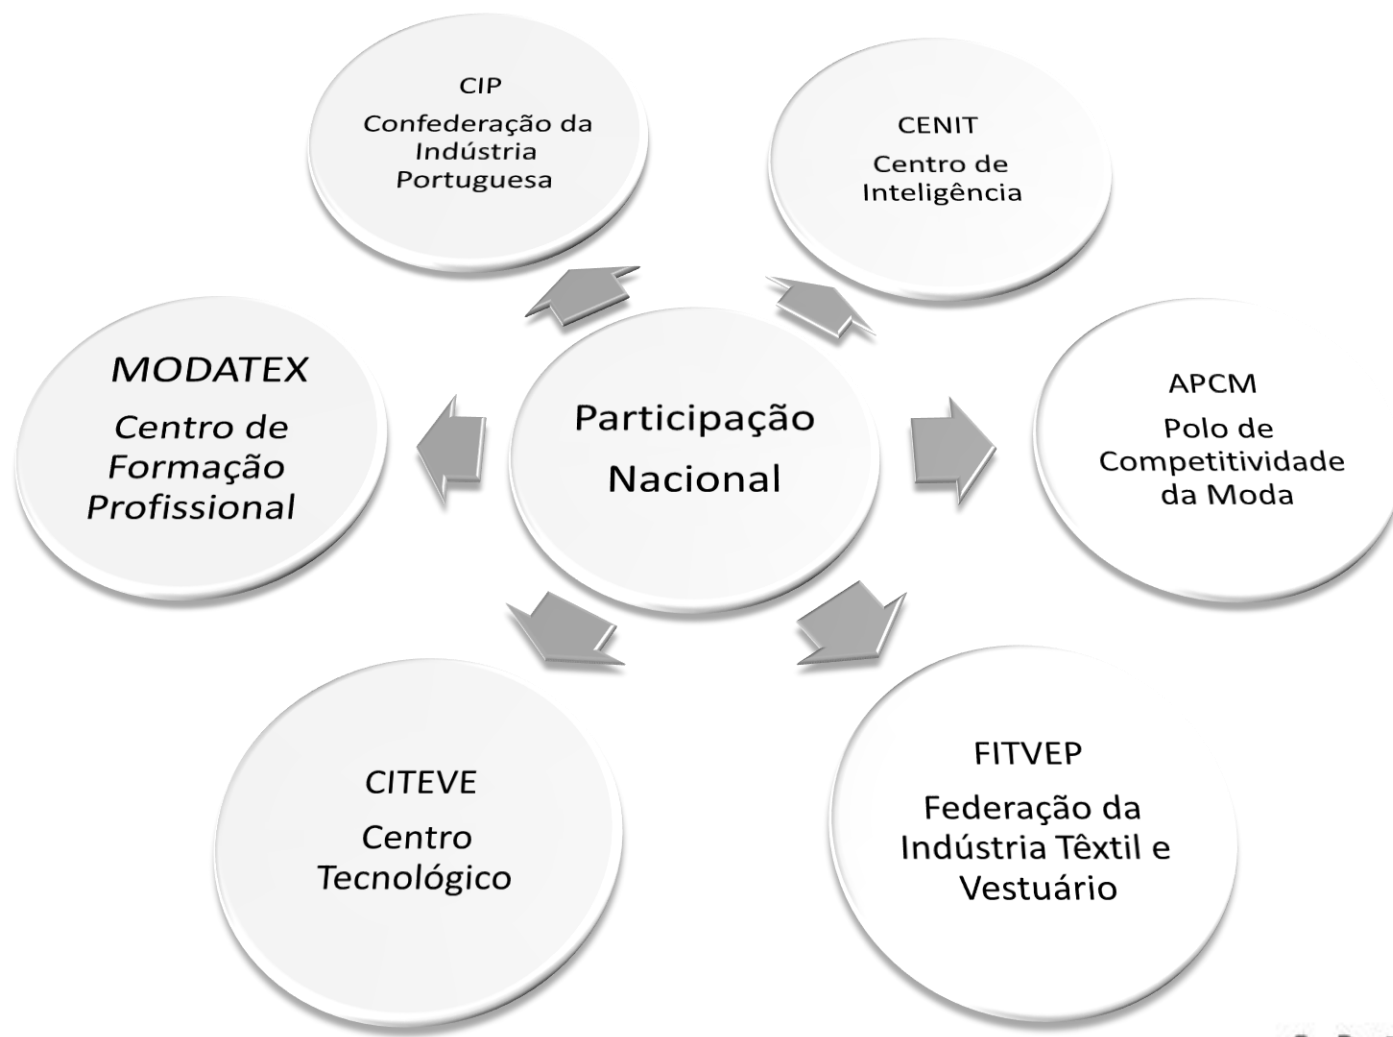 CIP
Confederação da
Indústria
Portuguesa
CENIT
Centro de
Inteligência
MODATEX
Centro de
Formação
Profissional
Participação
Nacional
APCM
Polo de
Competitividade
da Moda
CITEVE
Centro
Tecnológico
FITVEP
Federação da
Indústria Têxtil e
Vestuário